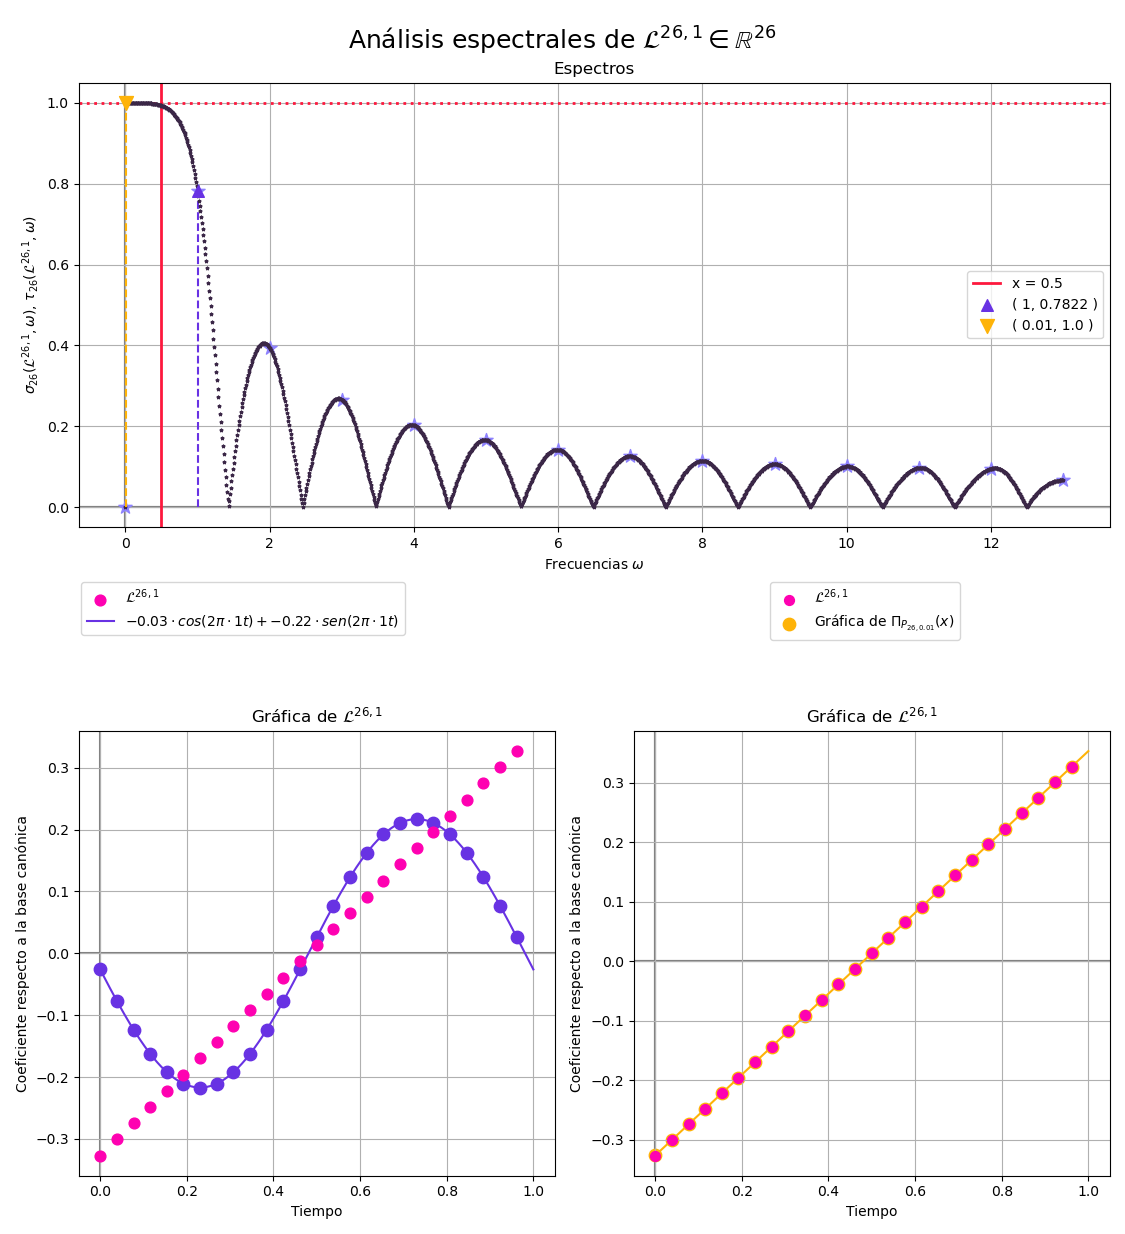 Análisis espectrales de 𝓛^{26,1} ∈ ℝ^{26}
Espectros
1.0
0.8
0.6
0.4
0.2
0.0
σ_{26}(𝓛^{26,1}, ω), τ_{26}(𝓛^{26,1}, ω)
x = 0.5
( 1, 0.7822 )
( 0.01, 1.0 )
0 2 4 6 8 10 12
Frecuencias ω
𝓛^{26,1}
−0.03 · cos(2π · 1t) + −0.22 · sen(2π · 1t)
𝓛^{26,1}
Gráfica de Π_{P_{26,0.01}}(x)
Gráfica de 𝓛^{26,1}
0.3
0.2
0.1
0.0
−0.1
−0.2
−0.3
Coeficiente respecto a la base canónica
0.0 0.2 0.4 0.6 0.8 1.0
Tiempo
Gráfica de 𝓛^{26,1}
0.3
0.2
0.1
0.0
−0.1
−0.2
−0.3
Coeficiente respecto a la base canónica
0.0 0.2 0.4 0.6 0.8 1.0
Tiempo